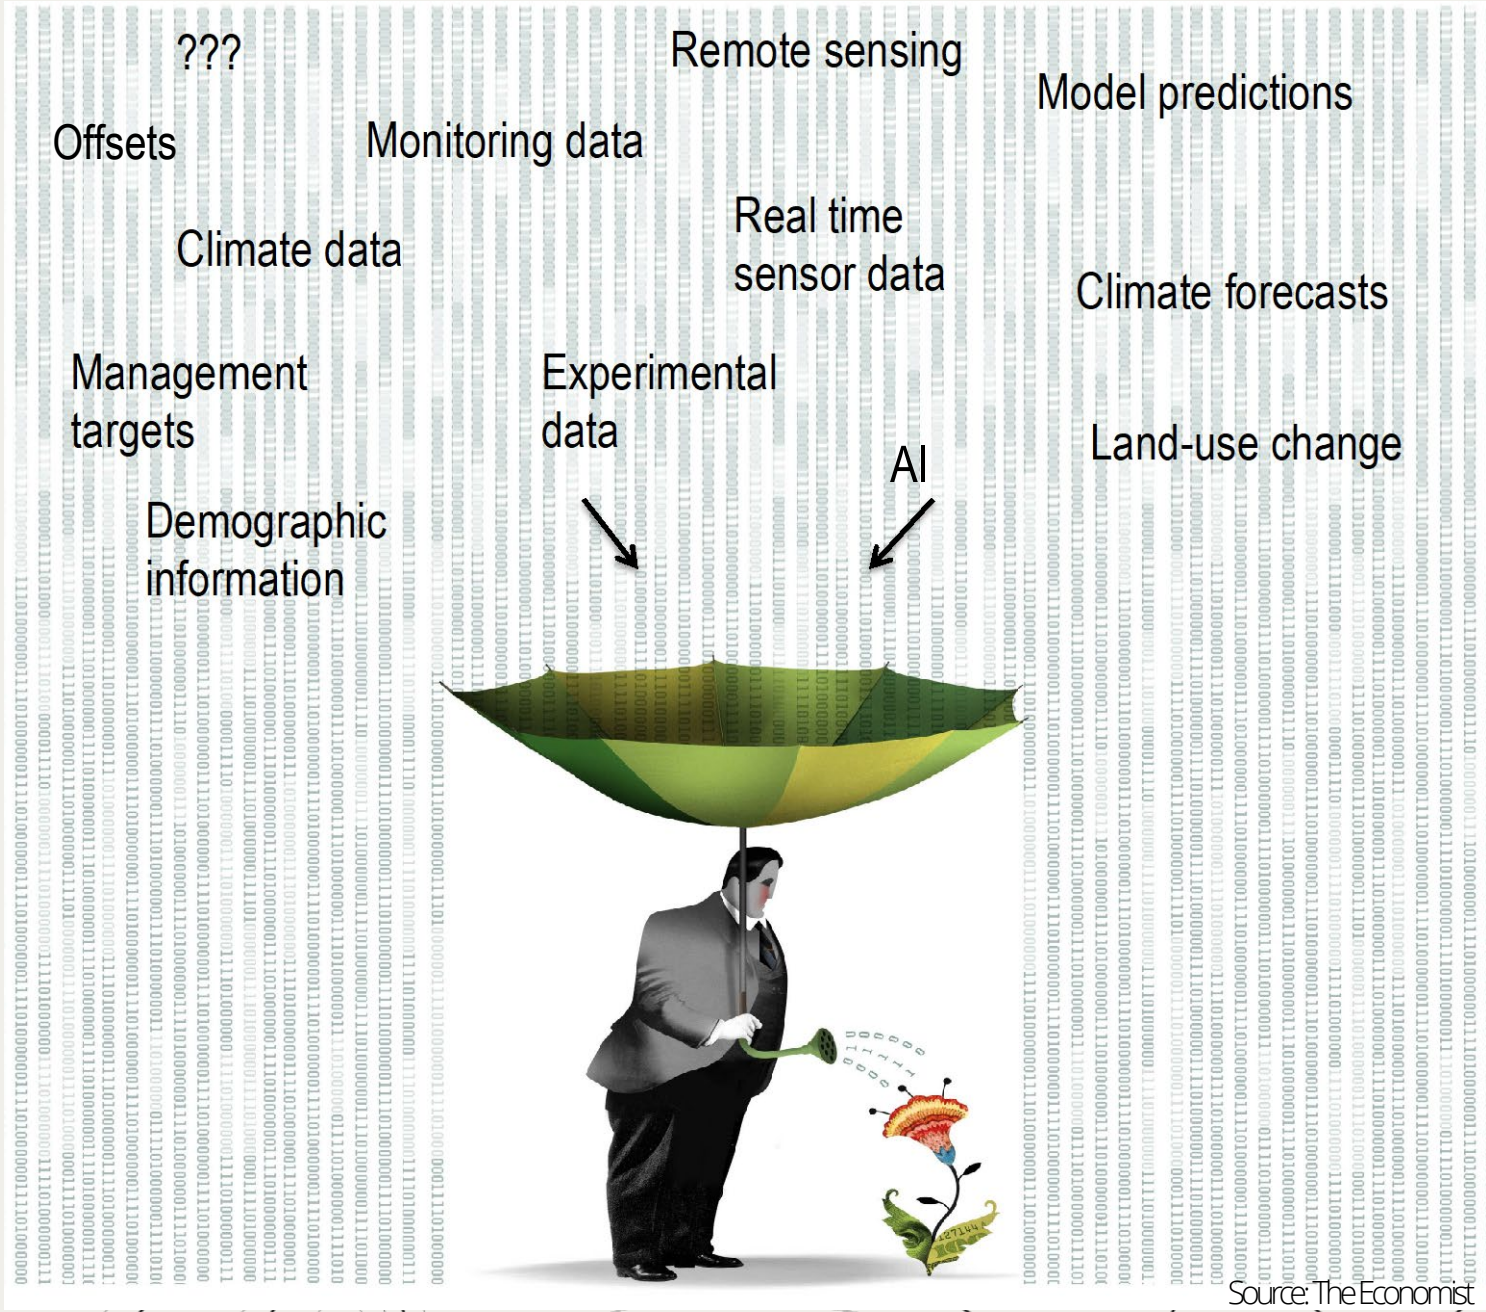 ???
Remote sensing
Model predictions
Offsets
Monitoring data
Real time
sensor data
Climate data
Climate forecasts
Management
targets
Experimental
data
Land-use change
AI
Demographic
information
127144
Source: The Economist